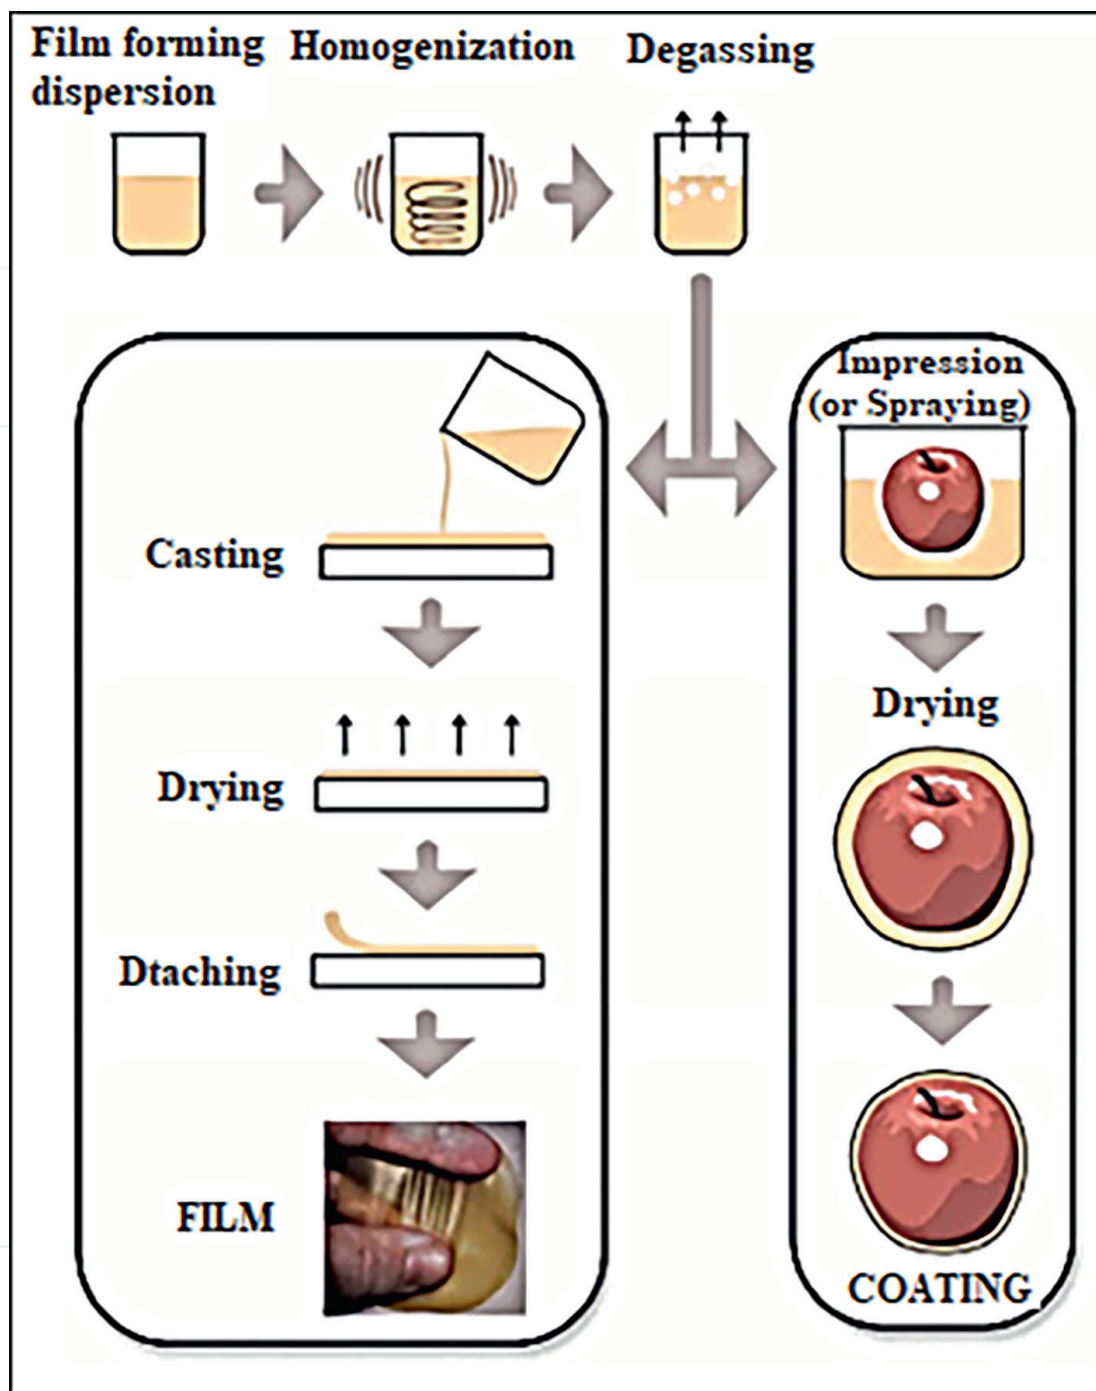 Film forming
dispersion
Homogenization
Degassing
Casting
Drying
Dtaching
FILM
Impression
(or Spraying)
Drying
COATING